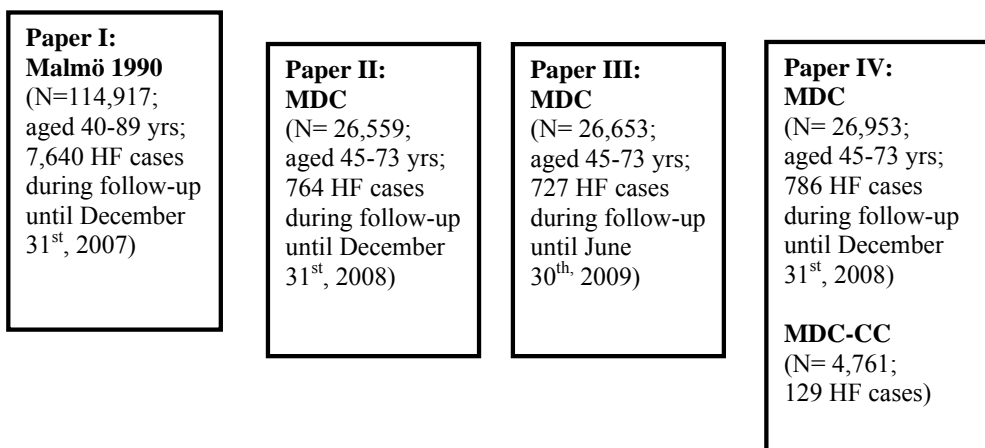 Paper I:
Malmö 1990
(N=114,917;
aged 40-89 yrs;
7,640 HF cases
during follow-up
until December
31st, 2007)
Paper II:
MDC
(N= 26,559;
aged 45-73 yrs;
764 HF cases
during follow-up
until December
31st, 2008)
Paper III:
MDC
(N= 26,653;
aged 45-73 yrs;
727 HF cases
during follow-up
until June
30th, 2009)
Paper IV:
MDC
(N= 26,953;
aged 45-73 yrs;
786 HF cases
during follow-up
until December
31st, 2008)
MDC-CC
(N= 4,761;
129 HF cases)